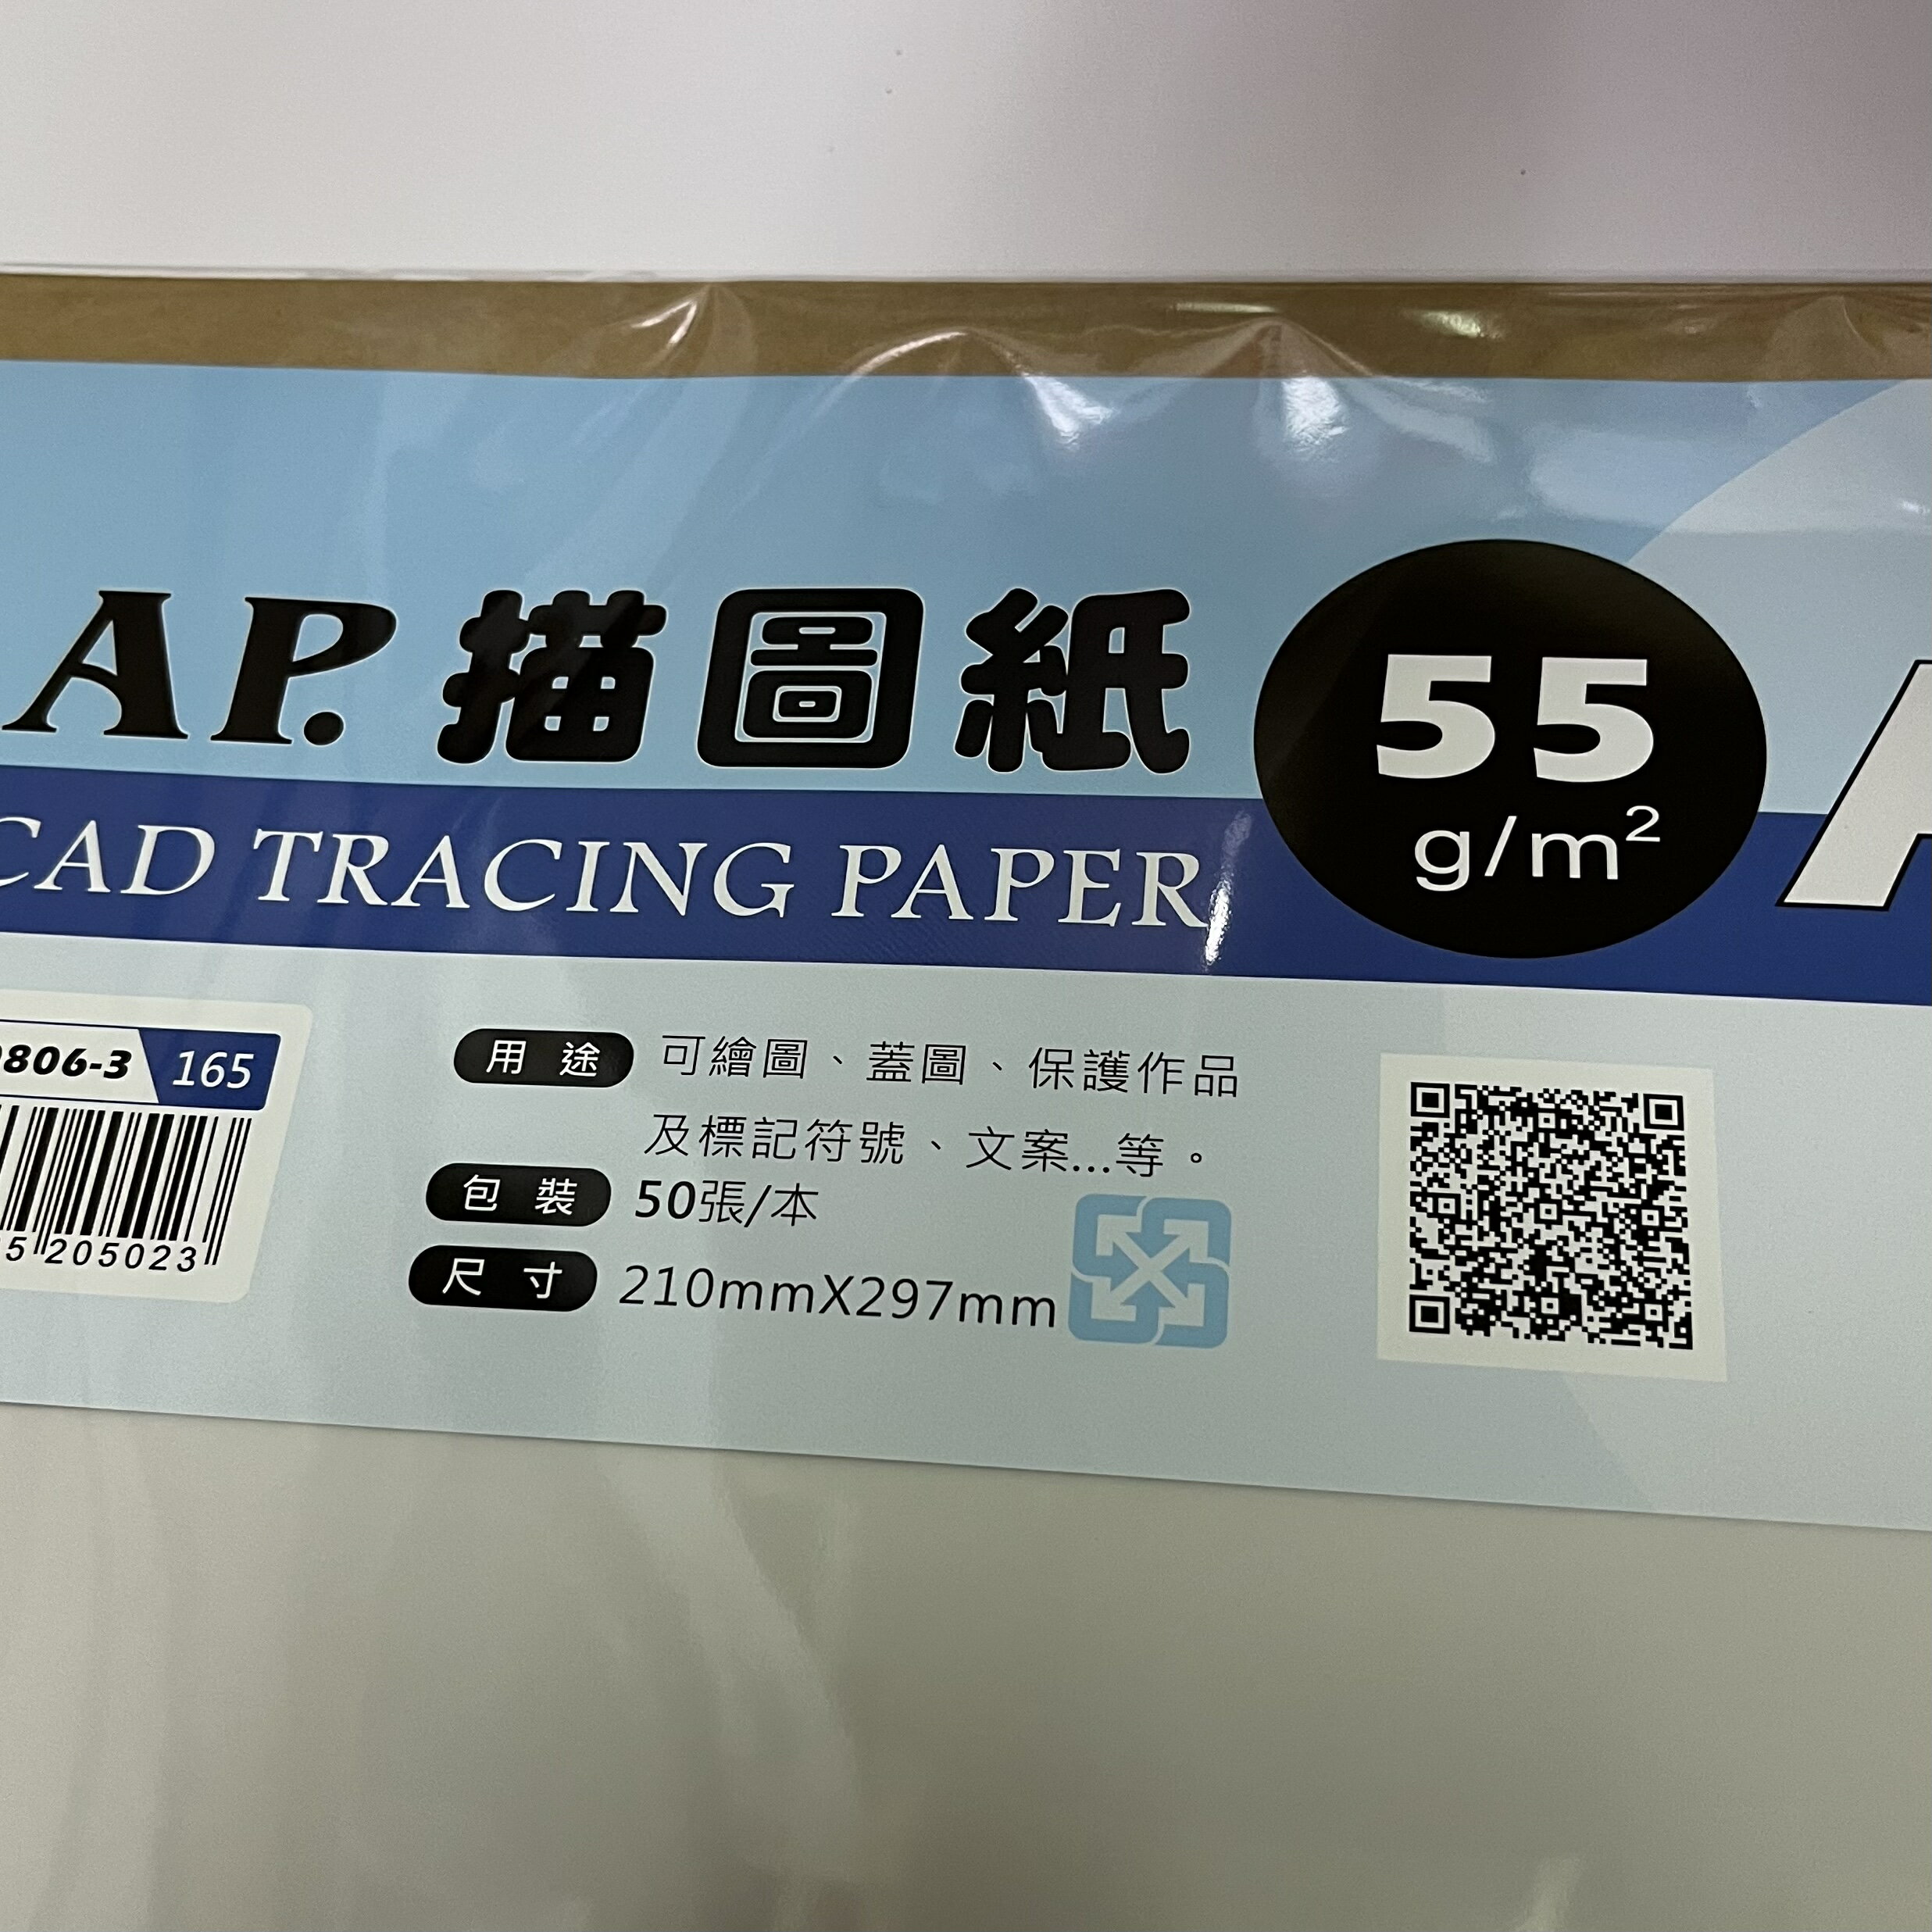 AP. 描圖紙
55
g/m²
CAD TRACING PAPER
806-3 165
5 205023
用途 可繪圖、蓋圖、保護作品
及標記符號、文案...等。
包裝 50張/本
尺寸 210mmX297mm